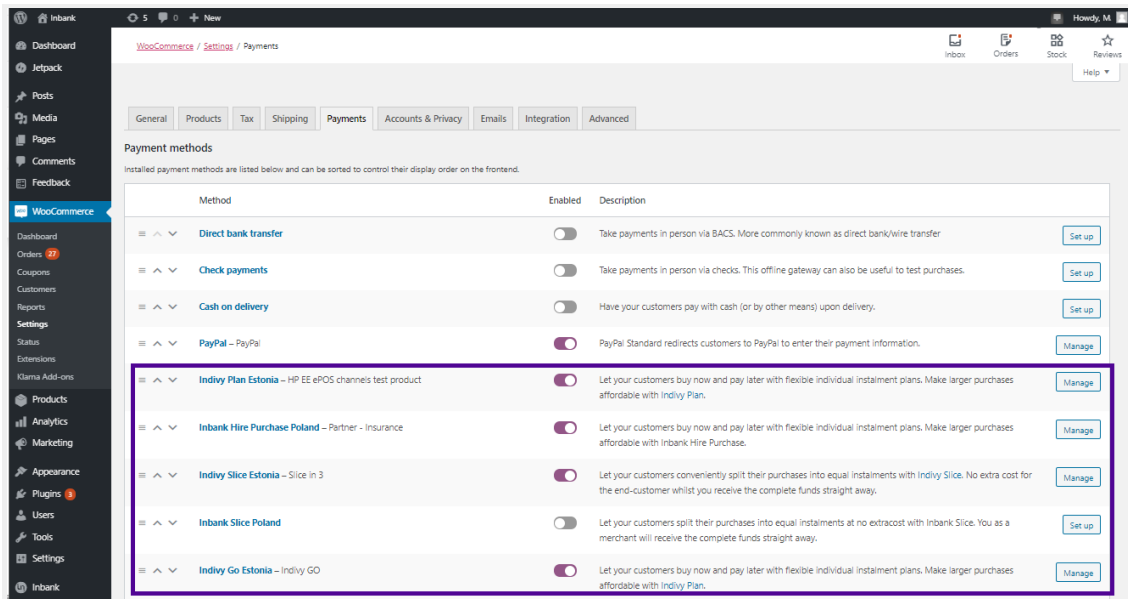 Inbank 5 0 + New Howdy, M
Dashboard
Jetpack
Posts
Media
Pages
Comments
Feedback
WooCommerce
Dashboard
Orders 27
Coupons
Customers
Reports
Settings
Status
Extensions
Klarna Add-ons
Products
Analytics
Marketing
Appearance
Plugins 3
Users
Tools
Settings
Inbank
WooCommerce / Settings / Payments
Inbox Orders Stock Reviews
Help
General Products Tax Shipping Payments Accounts & Privacy Emails Integration Advanced
Payment methods
Installed payment methods are listed below and can be sorted to control their display order on the frontend.
Method Enabled Description
Direct bank transfer Take payments in person via BACS. More commonly known as direct bank/wire transfer Set up
Check payments Take payments in person via checks. This offline gateway can also be useful to test purchases. Set up
Cash on delivery Have your customers pay with cash (or by other means) upon delivery. Set up
PayPal – PayPal PayPal Standard redirects customers to PayPal to enter their payment information. Manage
Indivy Plan Estonia – HP EE ePOS channels test product Let your customers buy now and pay later with flexible individual instalment plans. Make larger purchases Manage
affordable with Indivy Plan.
Inbank Hire Purchase Poland – Partner - Insurance Let your customers buy now and pay later with flexible individual instalment plans. Make larger purchases Manage
affordable with Inbank Hire Purchase.
Indivy Slice Estonia – Slice in 3 Let your customers conveniently split their purchases into equal instalments with Indivy Slice. No extra cost for Manage
the end-customer whilst you receive the complete funds straight away.
Inbank Slice Poland Let your customers split their purchases into equal instalments at no extracost with Inbank Slice. You as a Set up
merchant will receive the complete funds straight away.
Indivy Go Estonia – Indivy GO Let your customers buy now and pay later with flexible individual instalment plans. Make larger purchases Manage
affordable with Indivy Plan.